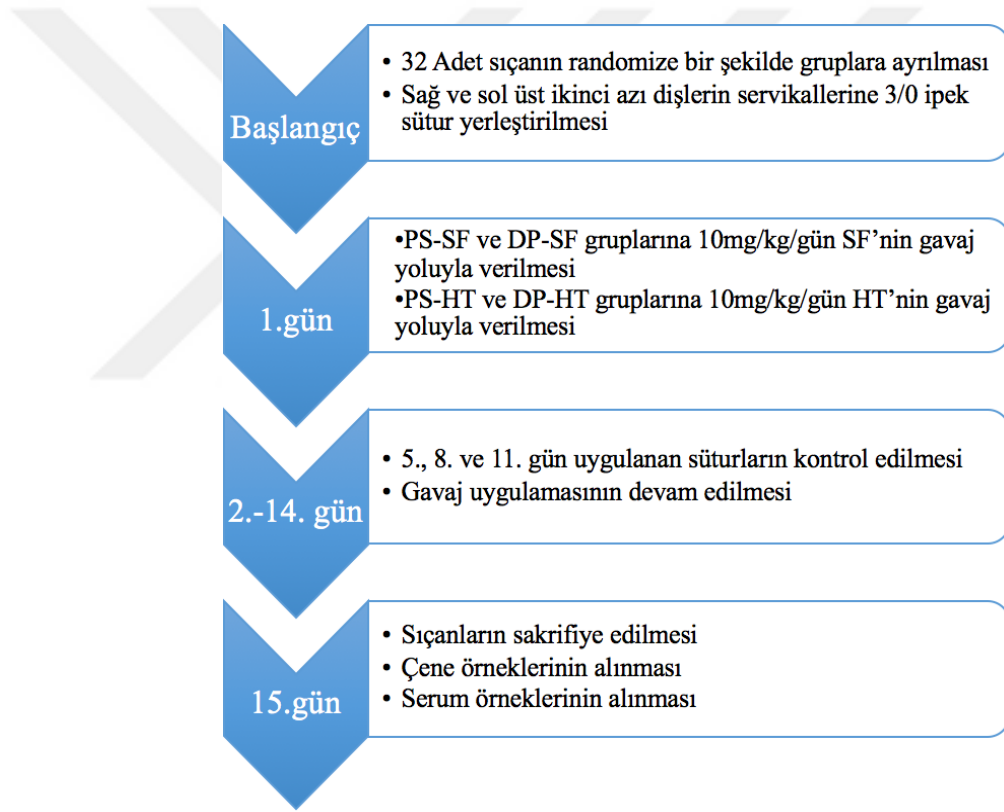 Başlangıç
• 32 Adet sıçanın randomize bir şekilde gruplara ayrılması
• Sağ ve sol üst ikinci azı dişlerin servikallerine 3/0 ipek
sütur yerleştirilmesi
1.gün
•PS-SF ve DP-SF gruplarına 10mg/kg/gün SF’nin gavaj
yoluyla verilmesi
•PS-HT ve DP-HT gruplarına 10mg/kg/gün HT’nin gavaj
yoluyla verilmesi
2.-14. gün
• 5., 8. ve 11. gün uygulanan süturların kontrol edilmesi
• Gavaj uygulamasının devam edilmesi
15.gün
• Sıçanların sakrifiye edilmesi
• Çene örneklerinin alınması
• Serum örneklerinin alınması